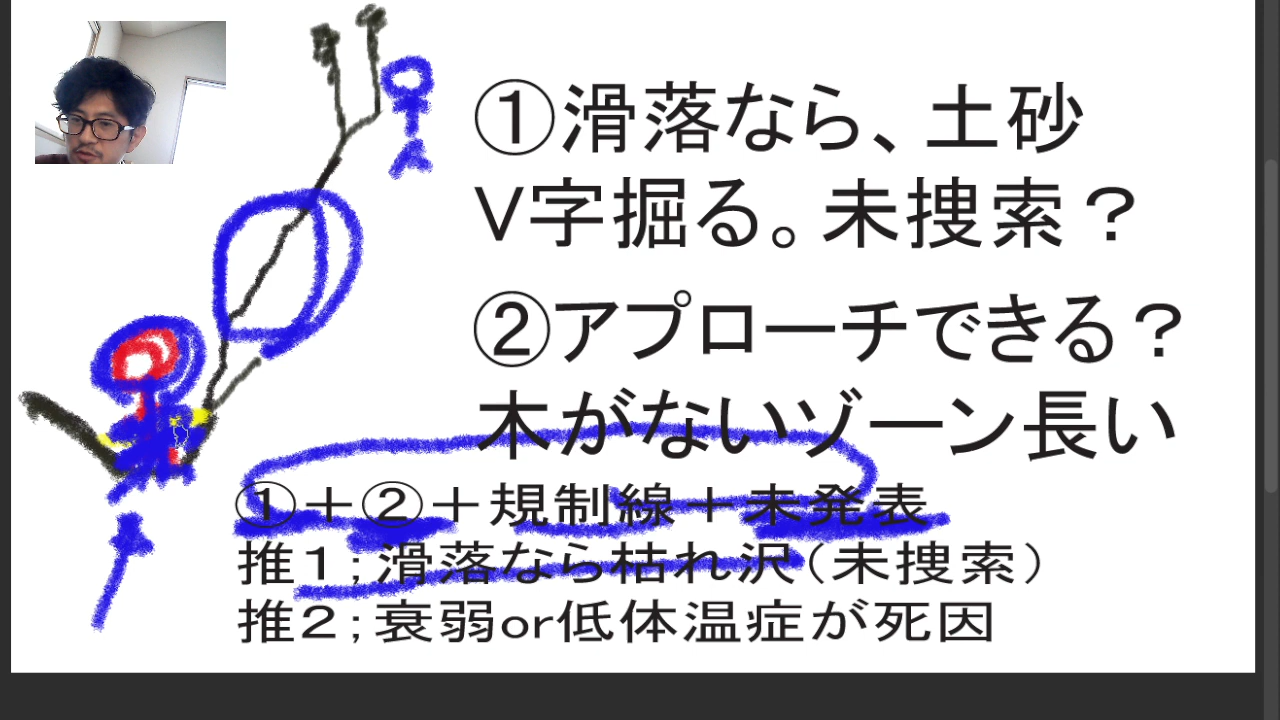 ①滑落なら、土砂
V字掘る。未捜索？
②アプローチできる？
木がないゾーン長い
①＋②＋規制線＋未発表
推１;滑落なら枯れ沢(未捜索)
推２;衰弱or低体温症が死因